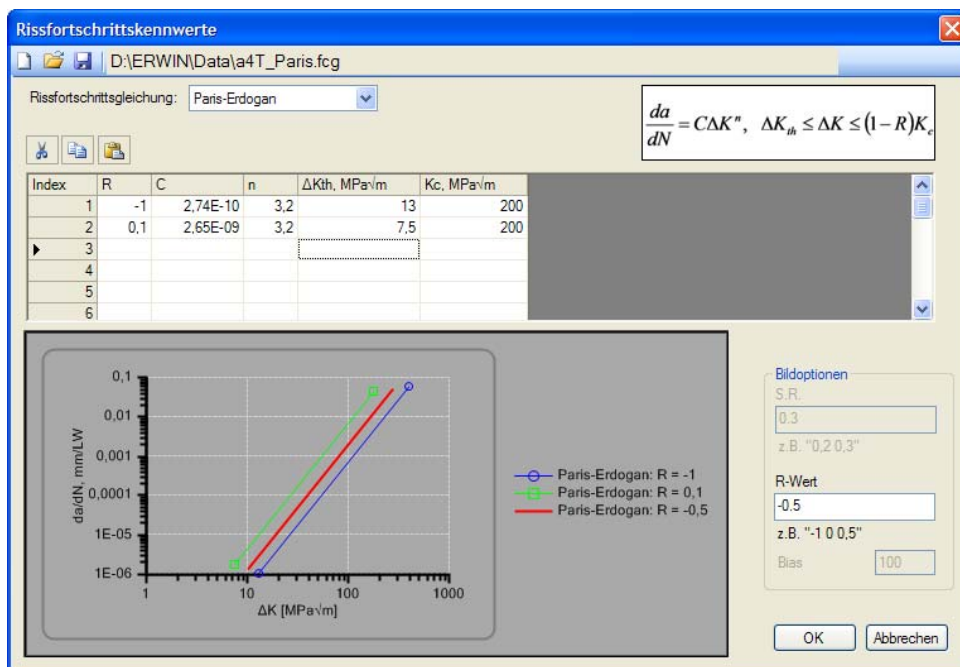 Rissfortschrittskennwerte
D:\ERWIN\Data\a4T_Paris.fcg
Rissfortschrittsgleichung: Paris-Erdogan
da/dN = CΔKⁿ, ΔK_th ≤ ΔK ≤ (1 − R)K_c
Index R C n ΔKth, MPa√m Kc, MPa√m
1 -1 2,74E-10 3,2 13 200
2 0,1 2,65E-09 3,2 7,5 200
3
4
5
6
0,1
0,01
0,001
0,0001
1E-05
1E-06
da/dN, mm/LW
1 10 100 1000
ΔK [MPa√m]
Paris-Erdogan: R = -1
Paris-Erdogan: R = 0,1
Paris-Erdogan: R = -0,5
Bildoptionen
S.R.
0.3
z.B. "0,2 0,3"
R-Wert
-0.5
z.B. "-1 0 0,5"
Bias 100
OK Abbrechen